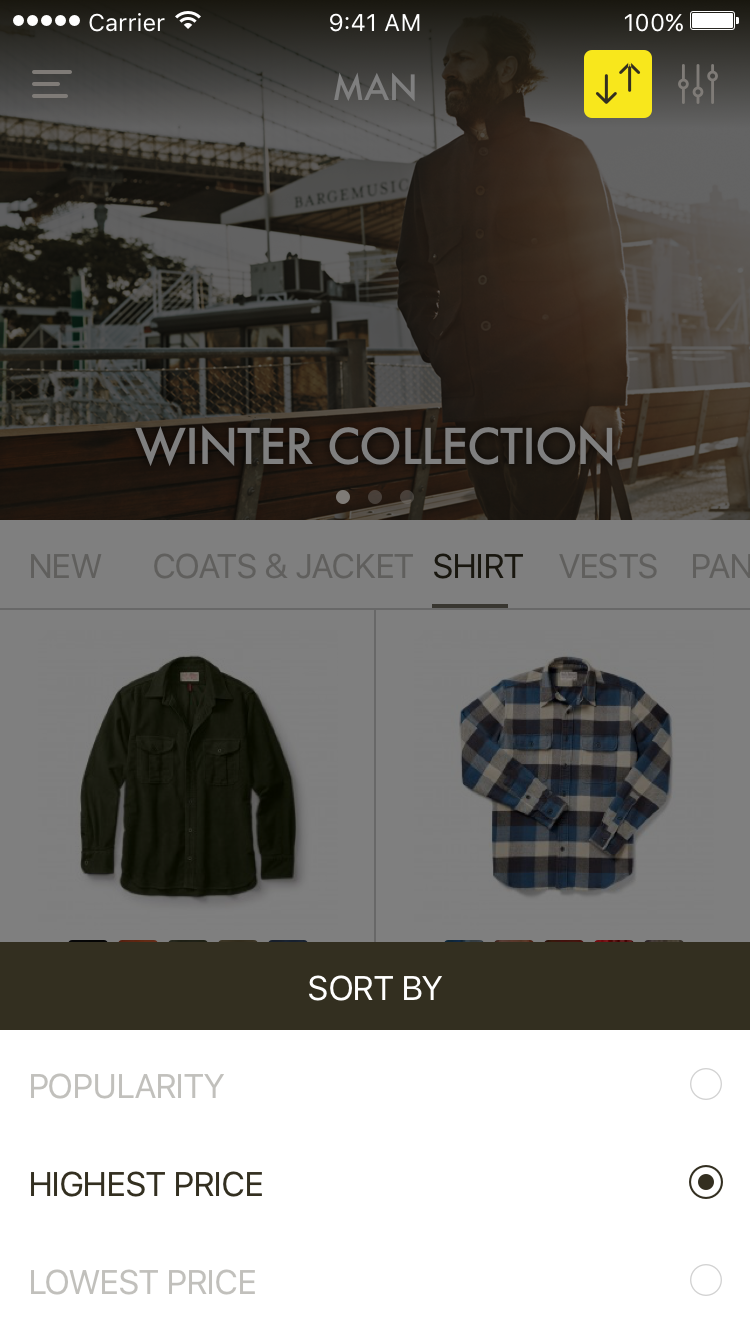 Carrier 9:41 AM 100%
MAN
BARGEMUSIC
WINTER COLLECTION
NEW COATS & JACKET SHIRT VESTS PAN
SORT BY
POPULARITY
HIGHEST PRICE
LOWEST PRICE